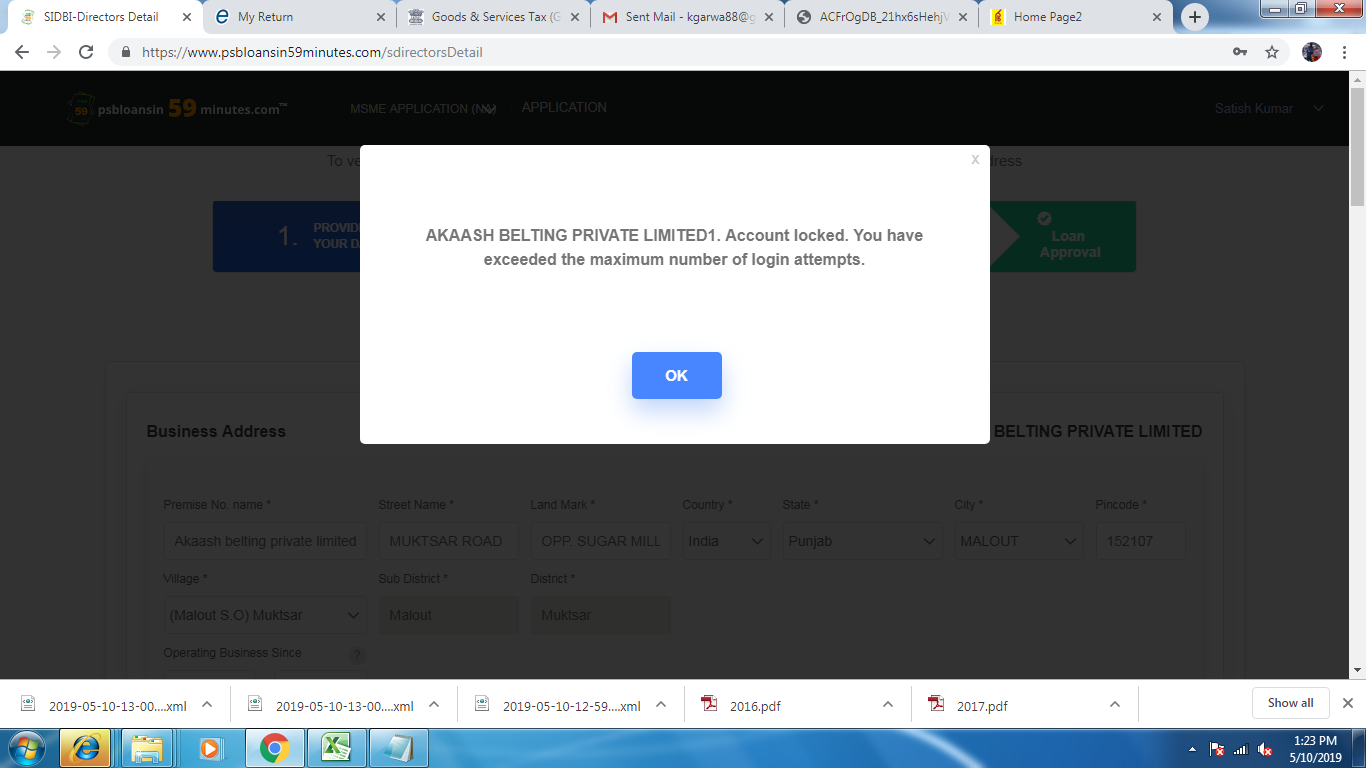 SIDBI-Directors Detail
My Return
Goods & Services Tax (G
Sent Mail - kgarwa88@g
ACFrOgDB_21hx6sHehjV
Home Page2
https://www.psbloansin59minutes.com/sdirectorsDetail
psbloansin 59 minutes.com™
MSME APPLICATION
APPLICATION
Satish Kumar
To ve
dress
X
1. PROVID
YOUR D
Loan
Approval
AKAASH BELTING PRIVATE LIMITED1. Account locked. You have
exceeded the maximum number of login attempts.
OK
Business Address
BELTING PRIVATE LIMITED
Premise No. name * Street Name * Land Mark * Country * State * City * Pincode *
Akaash belting private limited MUKTSAR ROAD OPP. SUGAR MILL India Punjab MALOUT 152107
Village * Sub District * District *
(Malout S.O) Muktsar Malout Muktsar
Operating Business Since ?
2019-05-10-13-00....xml 2019-05-10-13-00....xml 2019-05-10-12-59....xml 2016.pdf 2017.pdf Show all
1:23 PM
5/10/2019